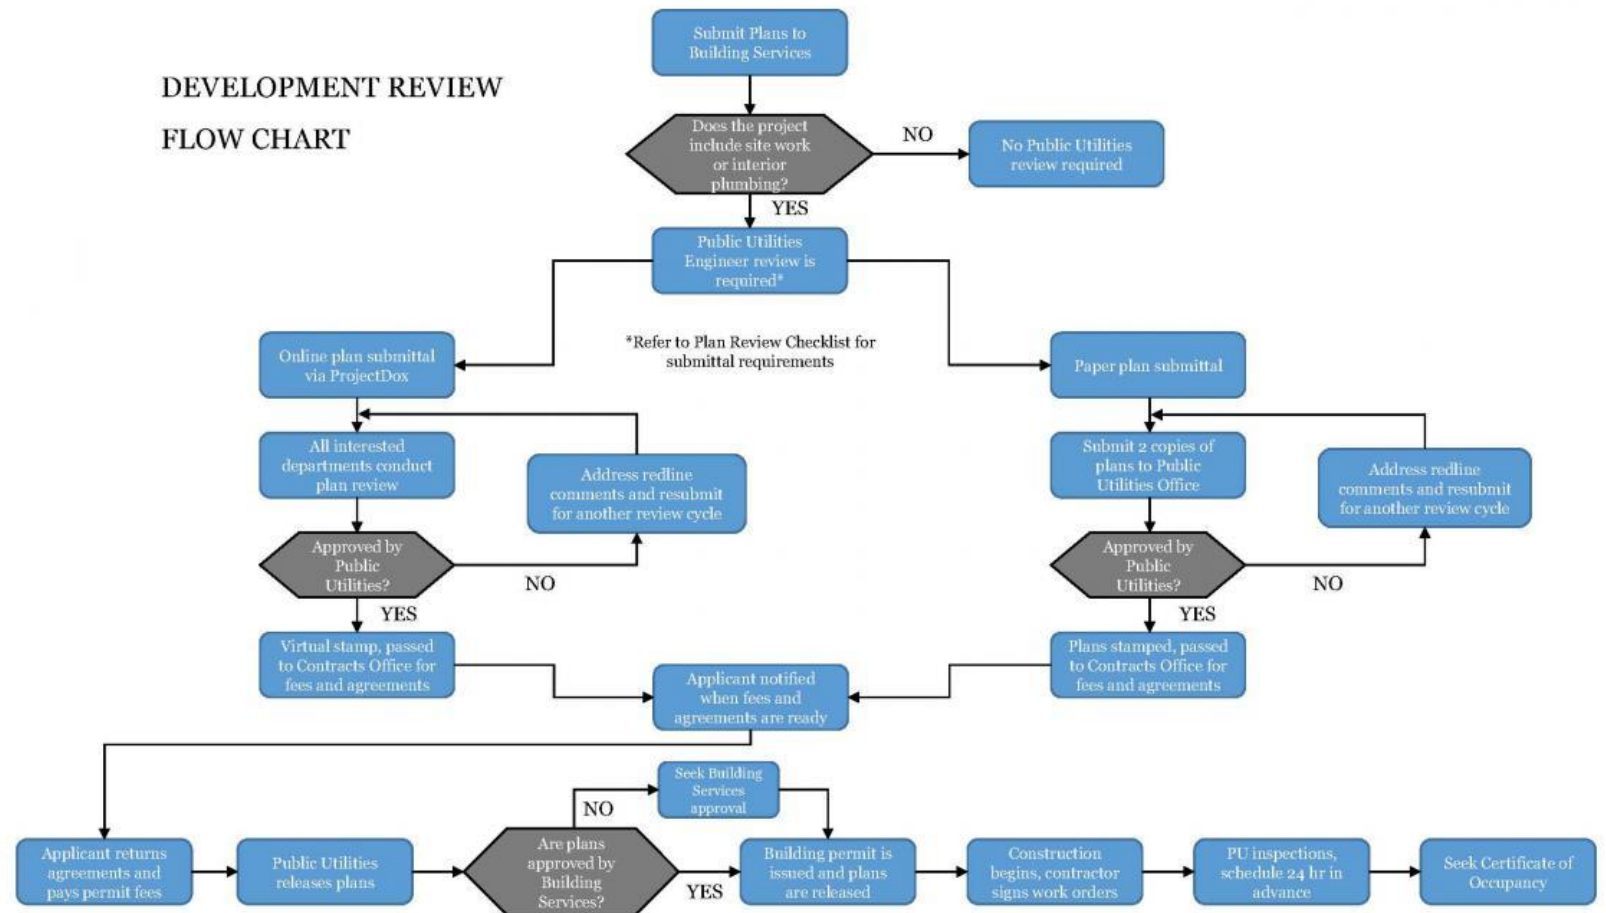 DEVELOPMENT REVIEW
FLOW CHART
Submit Plans to
Building Services
Does the project
include site work
or interior
plumbing?
NO
No Public Utilities
review required
YES
Public Utilities
Engineer review is
required*
*Refer to Plan Review Checklist for
submittal requirements
Online plan submittal
via ProjectDox
All interested
departments conduct
plan review
Address redline
comments and resubmit
for another review cycle
Approved by
Public
Utilities?
NO
YES
Virtual stamp, passed
to Contracts Office for
fees and agreements
Paper plan submittal
Submit 2 copies of
plans to Public
Utilities Office
Address redline
comments and resubmit
for another review cycle
Approved by
Public
Utilities?
NO
YES
Plans stamped, passed
to Contracts Office for
fees and agreements
Applicant notified
when fees and
agreements are ready
Applicant returns
agreements and
pays permit fees
Public Utilities
releases plans
Are plans
approved by
Building
Services?
NO
Seek Building
Services
approval
YES
Building permit is
issued and plans
are released
Construction
begins, contractor
signs work orders
PU inspections,
schedule 24 hr in
advance
Seek Certificate of
Occupancy